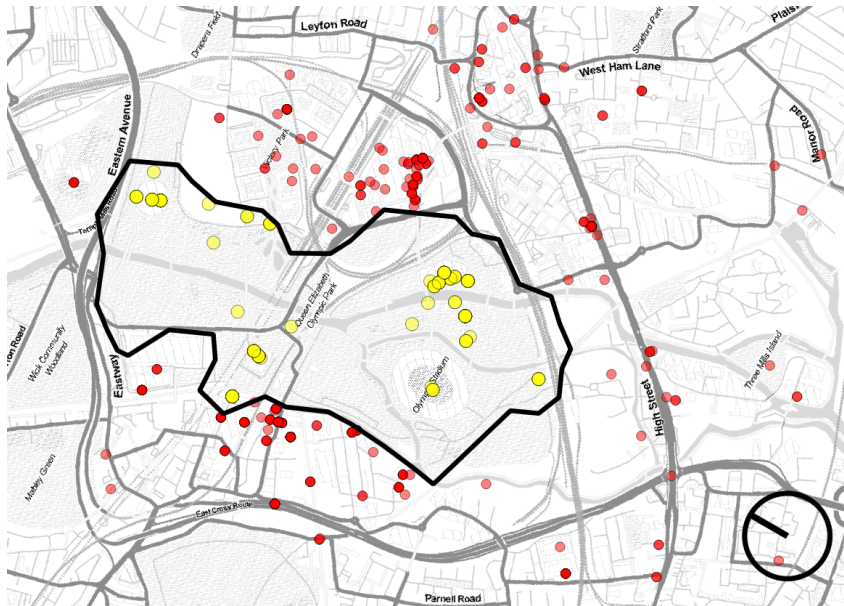 Leyton Road
Plais
Drapers Field
Stratford Park
West Ham Lane
Eastern Avenue
Manor Road
Queen Elizabeth
Olympic Park
Wick Community
Woodland
Three Mills Island
Eastway
Olympic Stadium
High Street
Mabley Green
East Cross Route
Parnell Road